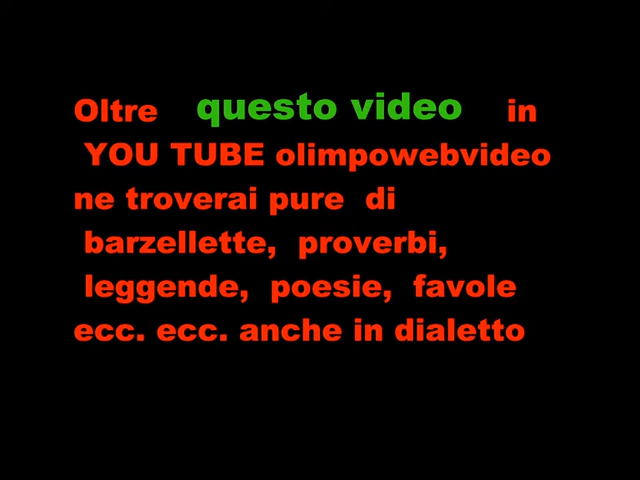 Oltre questo video in
YOU TUBE olimpowebvideo
ne troverai pure di
barzellette, proverbi,
leggende, poesie, favole
ecc. ecc. anche in dialetto